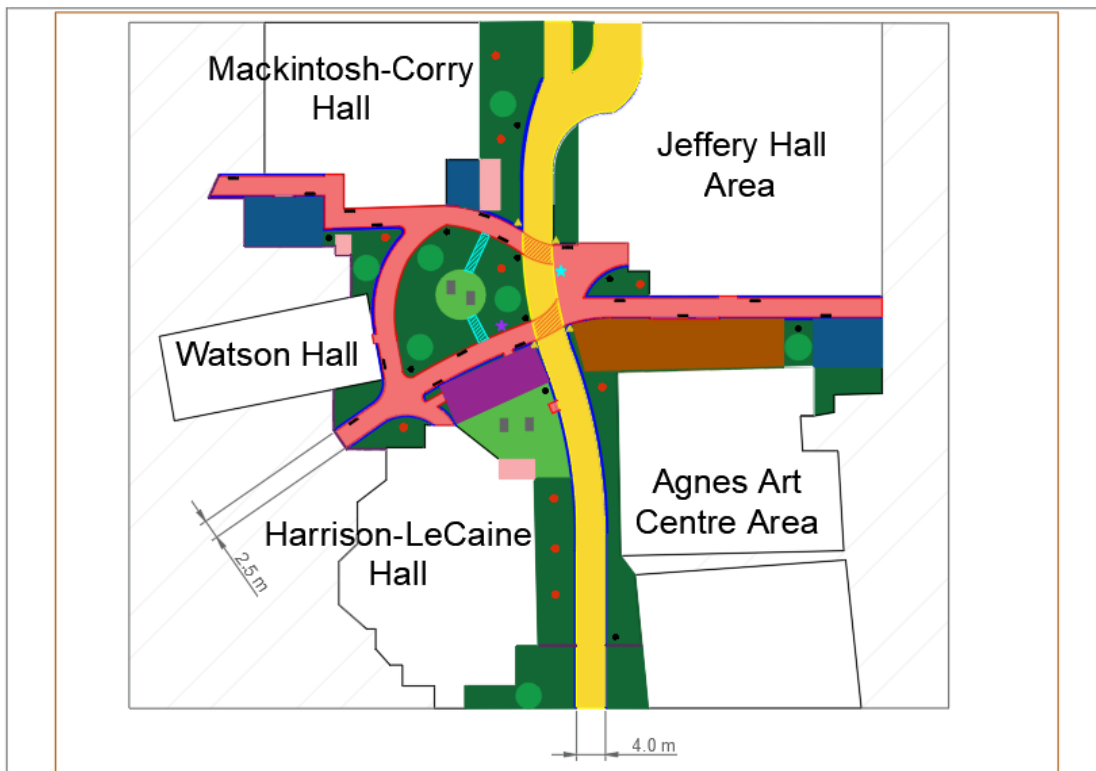 Mackintosh-Corry
Hall
Jeffery Hall
Area
Watson Hall
Agnes Art
Centre Area
Harrison-LeCaine
Hall
2.5 m
4.0 m